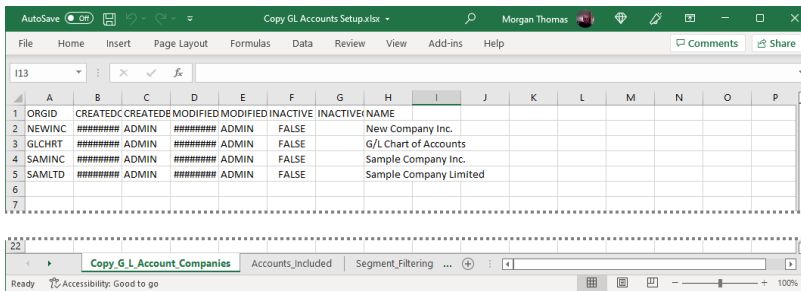 AutoSave Off Copy GL Accounts Setup.xlsx Morgan Thomas
File Home Insert Page Layout Formulas Data Review View Add-ins Help Comments Share
I13 fx
A B C D E F G H I J K L M N O P
1 ORGID CREATEDC CREATEDE MODIFIED MODIFIED INACTIVE INACTIVE( NAME
2 NEWINC ######## ADMIN ######## ADMIN FALSE New Company Inc.
3 GLCHRT ######## ADMIN ######## ADMIN FALSE G/L Chart of Accounts
4 SAMINC ######## ADMIN ######## ADMIN FALSE Sample Company Inc.
5 SAMLTD ######## ADMIN ######## ADMIN FALSE Sample Company Limited
6
7
22
Copy_G_L_Account_Companies Accounts_Included Segment_Filtering ...
Ready Accessibility: Good to go 100%